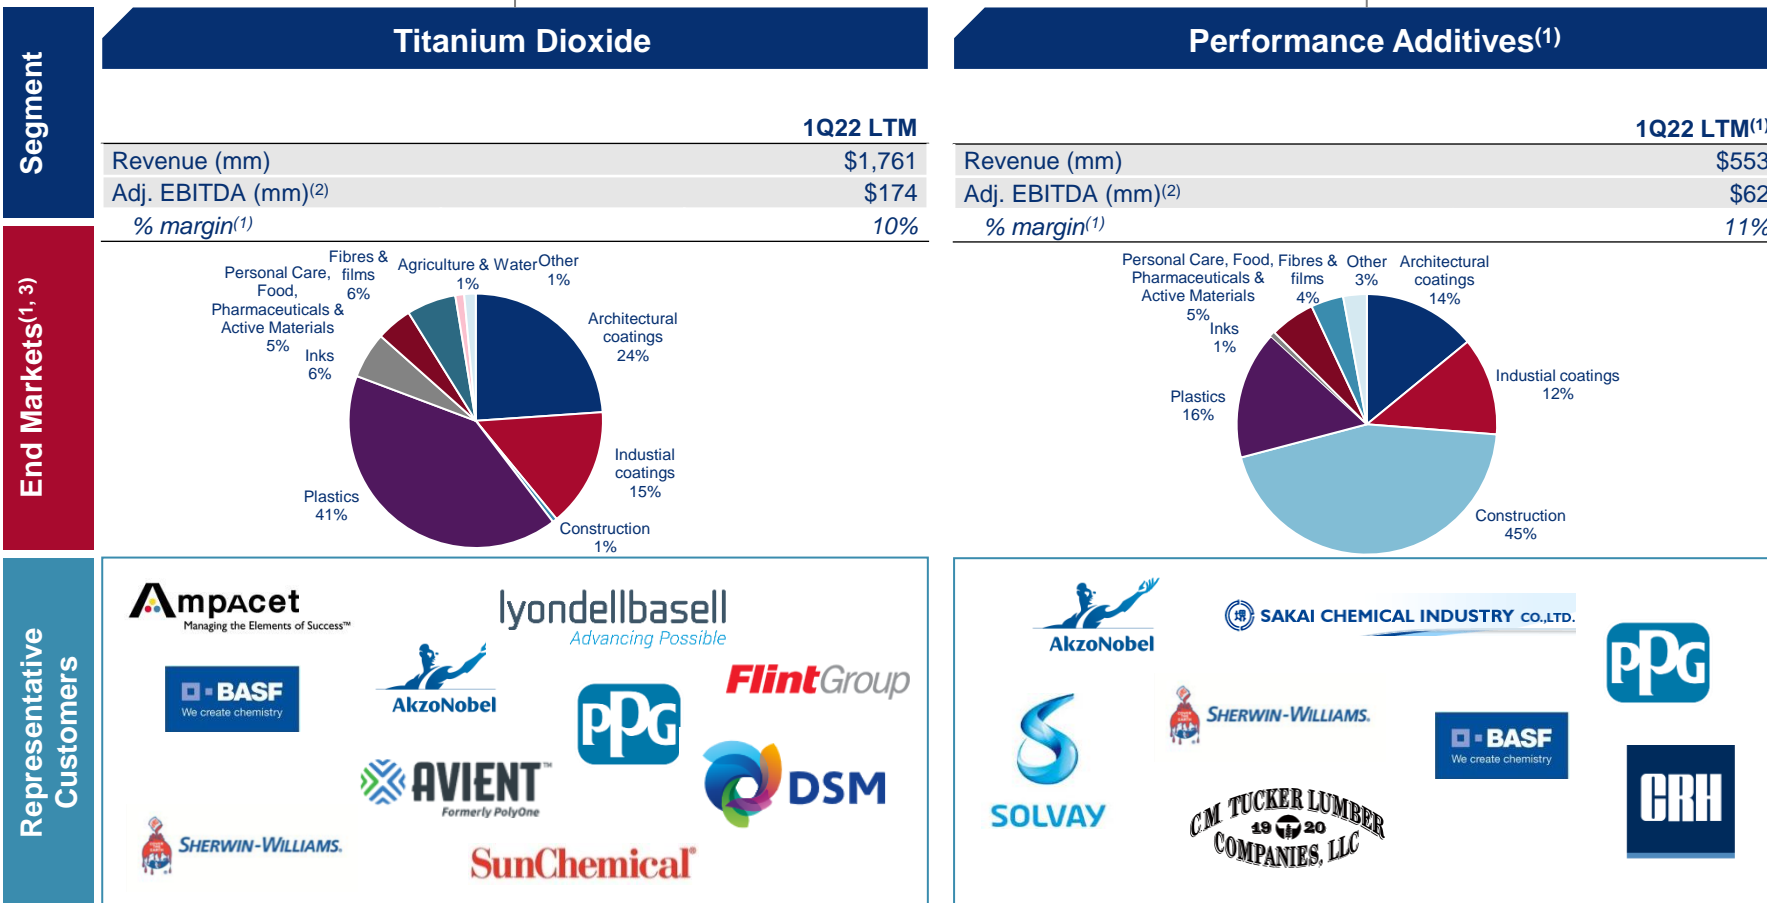 Segment
Titanium Dioxide
1Q22 LTM
Revenue (mm) $1,761
Adj. EBITDA (mm)(2) $174
% margin(1) 10%
Performance Additives(1)
1Q22 LTM(1)
Revenue (mm) $553
Adj. EBITDA (mm)(2) $62
% margin(1) 11%
End Markets(1, 3)
Personal Care,
Food,
Pharmaceuticals &
Active Materials
5%
Fibres &
films
6%
Agriculture & Water
1%
Other
1%
Architectural
coatings
24%
Inks
6%
Industial
coatings
15%
Plastics
41%
Construction
1%
Personal Care, Food,
Pharmaceuticals &
Active Materials
5%
Fibres &
films
4%
Other
3%
Architectural
coatings
14%
Inks
1%
Industial coatings
12%
Plastics
16%
Construction
45%
Representative
Customers
Ampacet
Managing the Elements of Success™
lyondellbasell
Advancing Possible
BASF
We create chemistry
AkzoNobel
PPG
FlintGroup
AVIENT™
Formerly PolyOne
DSM
SHERWIN-WILLIAMS.
SunChemical®
AkzoNobel
SAKAI CHEMICAL INDUSTRY CO.,LTD.
PPG
SOLVAY
SHERWIN-WILLIAMS.
BASF
We create chemistry
CM TUCKER LUMBER
19 20
COMPANIES, LLC
CRH